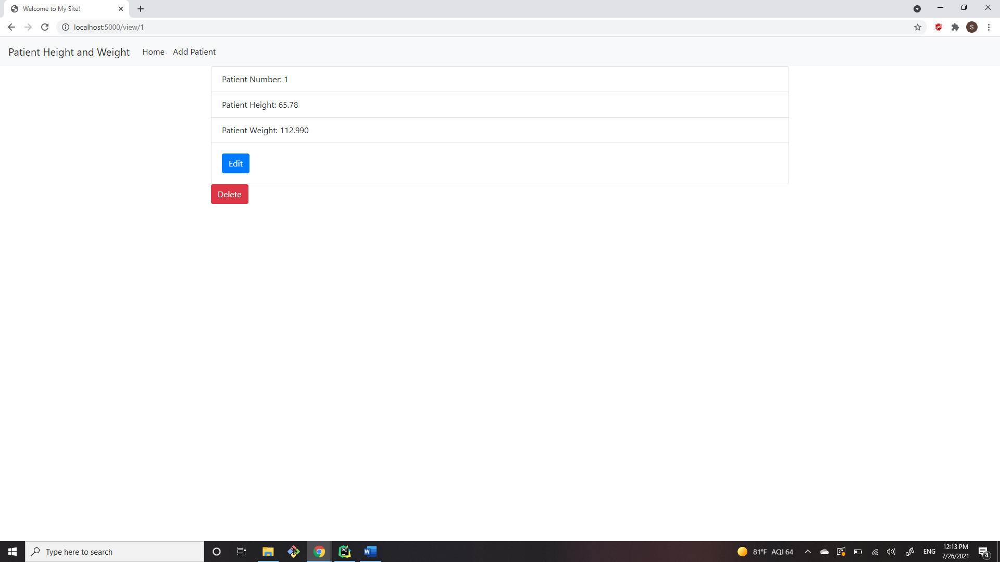 Welcome to My Site!
localhost:5000/view/1
S
Patient Height and Weight Home Add Patient
Patient Number: 1
Patient Height: 65.78
Patient Weight: 112.990
Edit
Delete
Type here to search
PC
W
81°F AQI 64
ENG
12:13 PM
7/26/2021
4